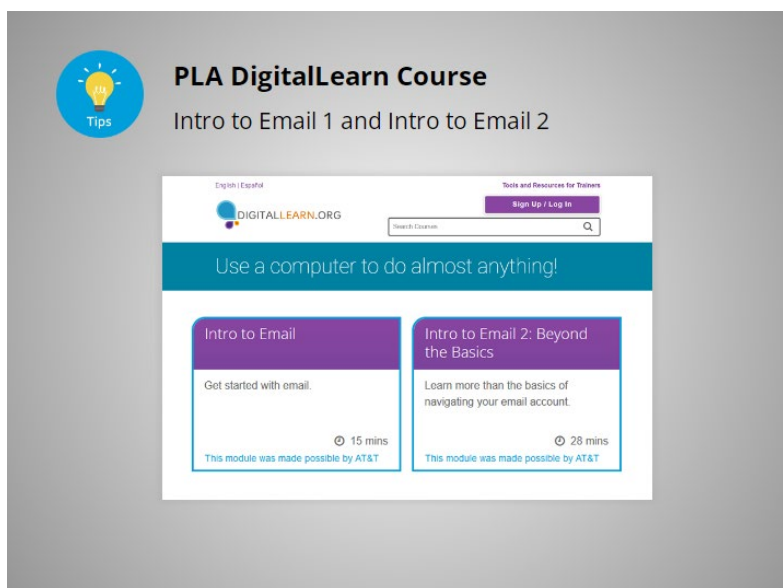 Tips
PLA DigitalLearn Course
Intro to Email 1 and Intro to Email 2
English | Español
Tools and Resources for Trainers
DIGITALLEARN.ORG
Sign Up / Log In
Search Courses
Use a computer to do almost anything!
Intro to Email
Get started with email.
15 mins
This module was made possible by AT&T
Intro to Email 2: Beyond
the Basics
Learn more than the basics of
navigating your email account.
28 mins
This module was made possible by AT&T